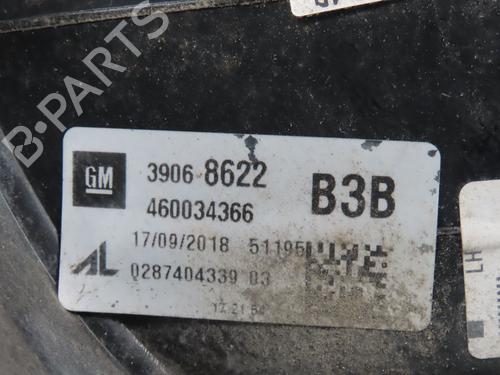 B-PARTS
GM
3906 8622
B3B
460034366
17/09/2018 51195
AL
0287404339 03
LH